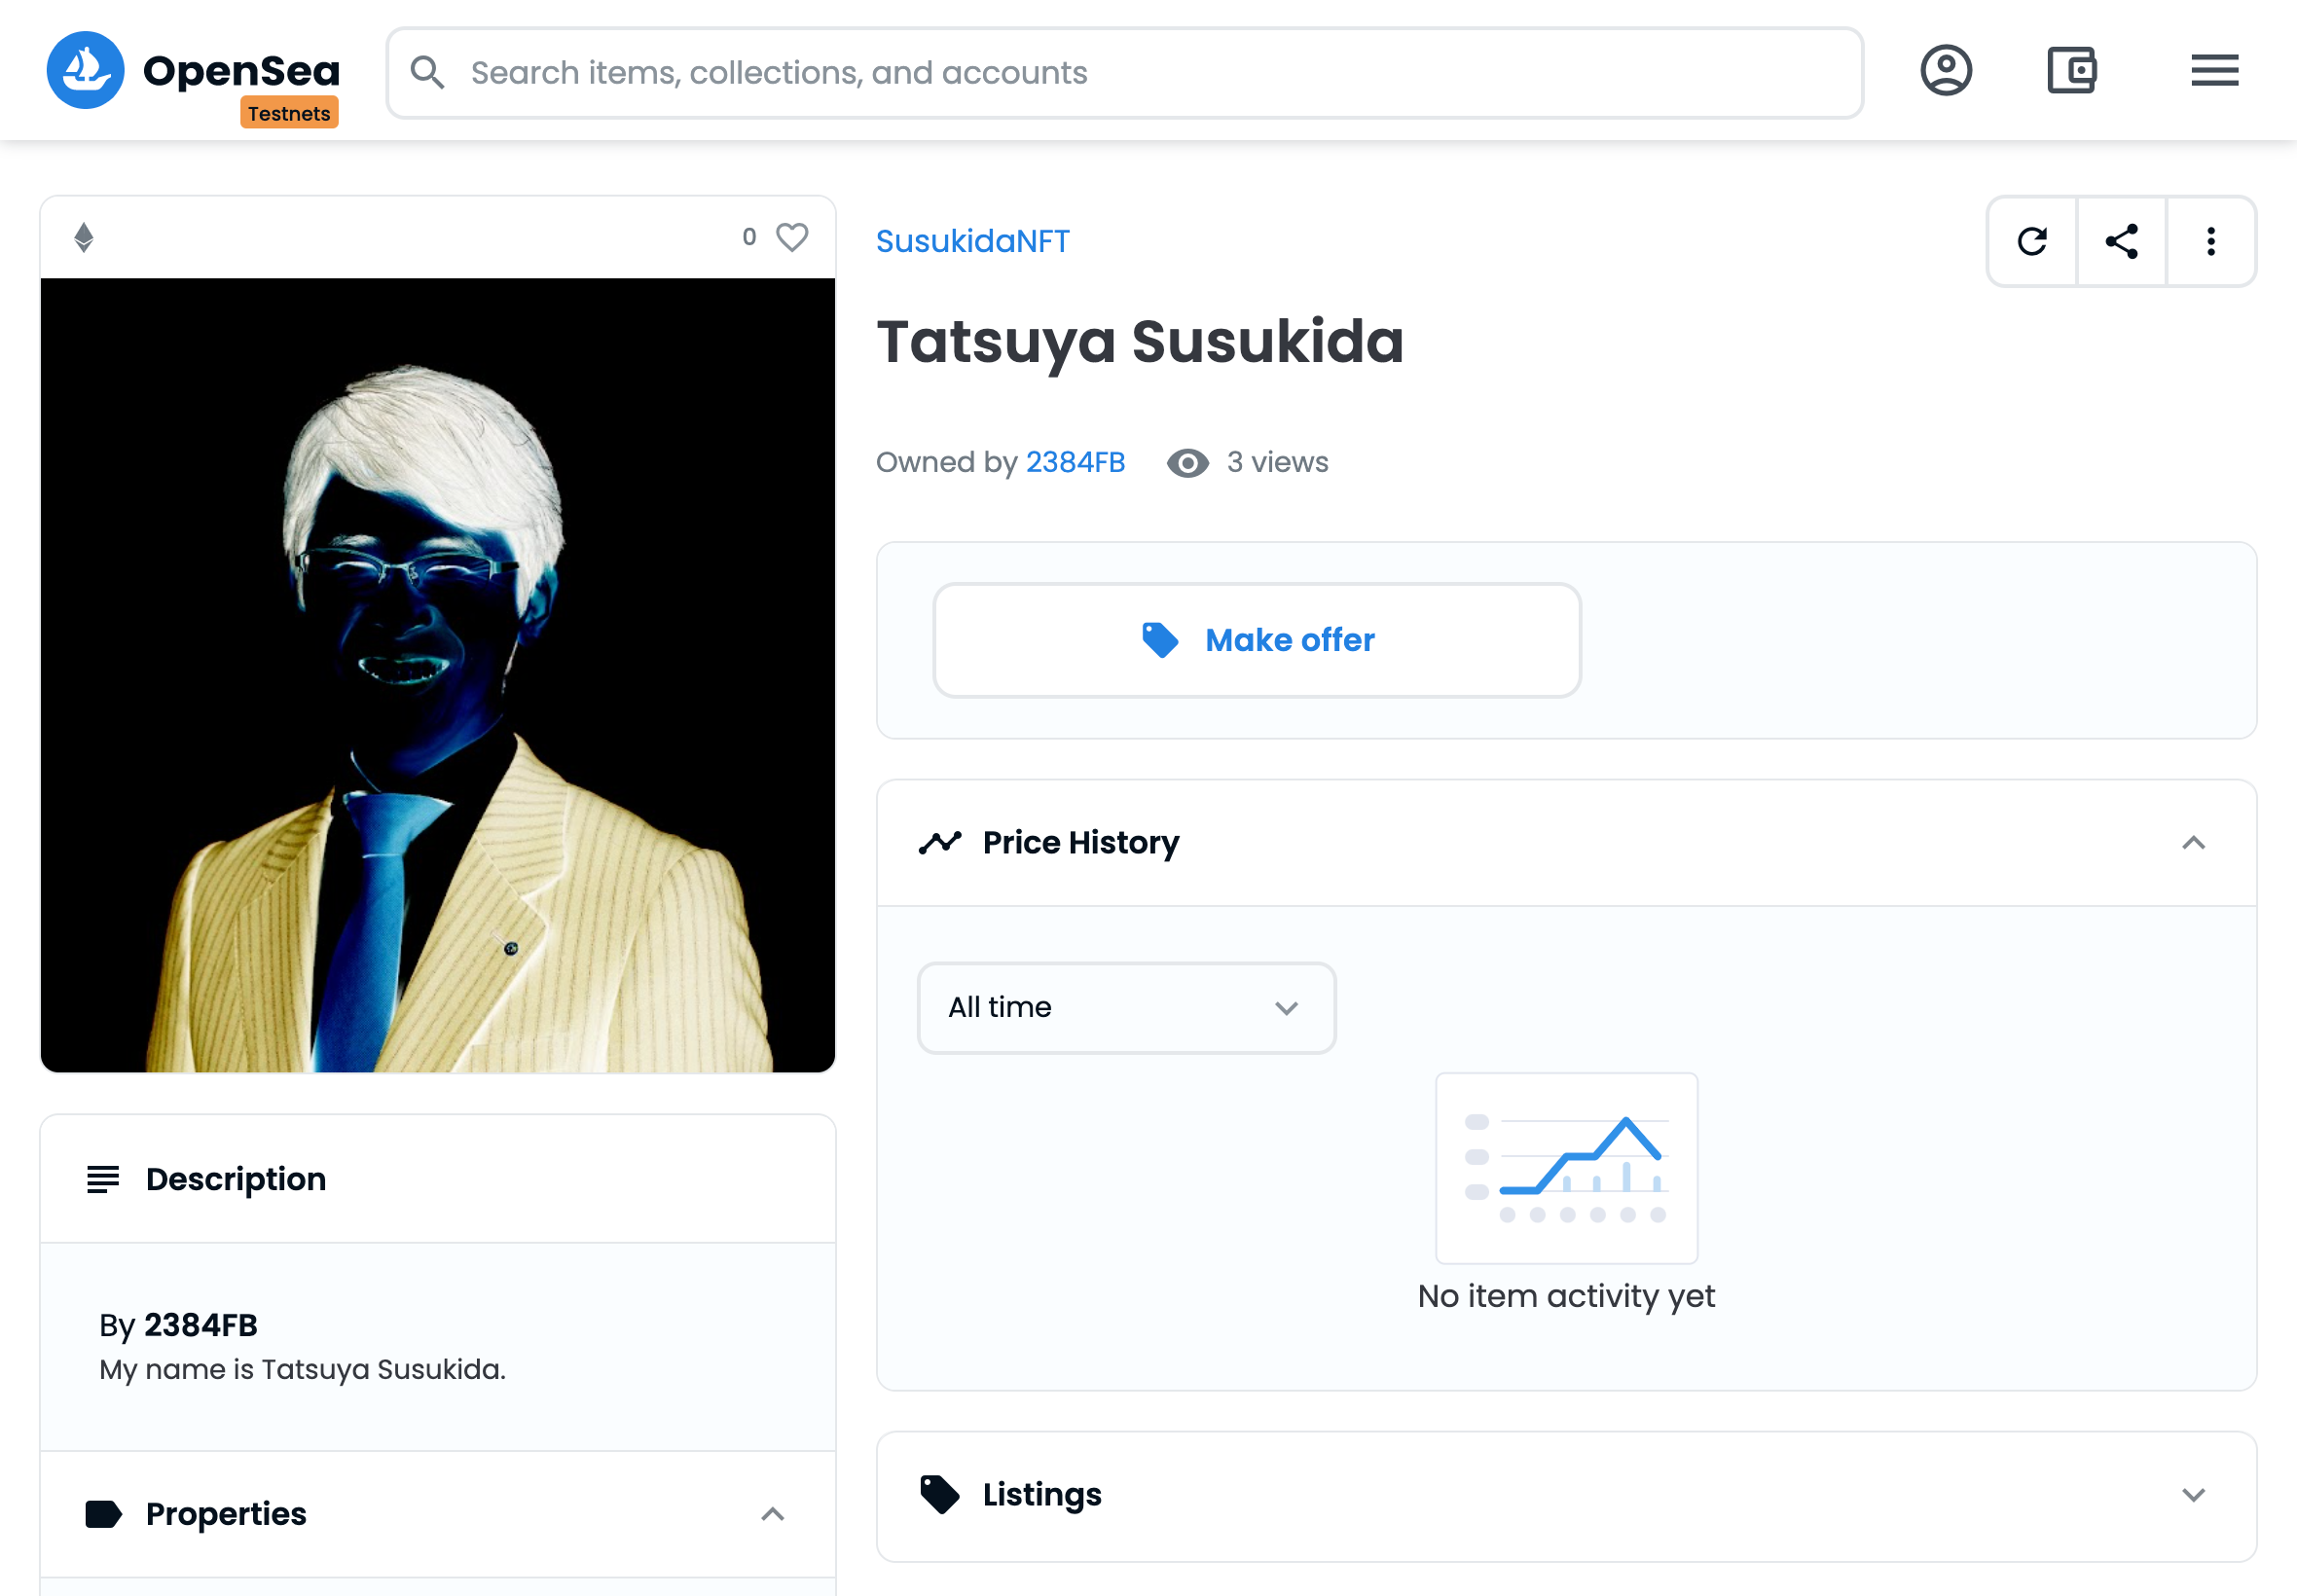 OpenSea
Testnets
Search items, collections, and accounts
0
SusukidaNFT
Tatsuya Susukida
Owned by 2384FB
3 views
Make offer
Price History
All time
No item activity yet
Listings
Description
By 2384FB
My name is Tatsuya Susukida.
Properties